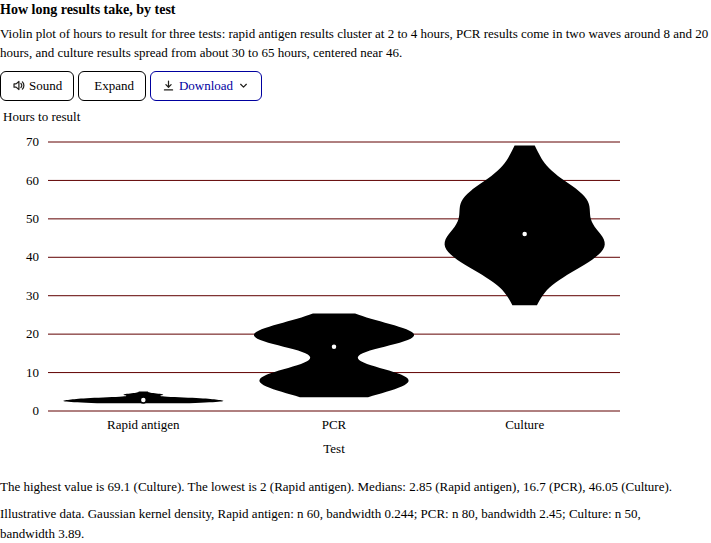 How long results take, by test
Violin plot of hours to result for three tests: rapid antigen results cluster at 2 to 4 hours, PCR results come in two waves around 8 and 20
hours, and culture results spread from about 30 to 65 hours, centered near 46.
Sound Expand Download
Hours to result
70
60
50
40
30
20
10
0
Rapid antigen PCR Culture
Test
The highest value is 69.1 (Culture). The lowest is 2 (Rapid antigen). Medians: 2.85 (Rapid antigen), 16.7 (PCR), 46.05 (Culture).
Illustrative data. Gaussian kernel density, Rapid antigen: n 60, bandwidth 0.244; PCR: n 80, bandwidth 2.45; Culture: n 50,
bandwidth 3.89.